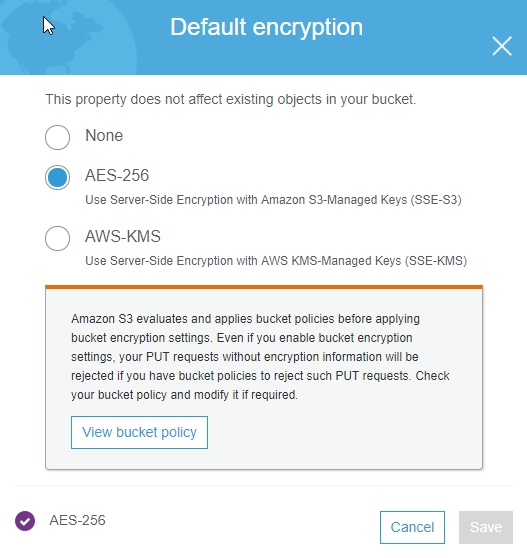 Default encryption
This property does not affect existing objects in your bucket.
None
AES-256
Use Server-Side Encryption with Amazon S3-Managed Keys (SSE-S3)
AWS-KMS
Use Server-Side Encryption with AWS KMS-Managed Keys (SSE-KMS)
Amazon S3 evaluates and applies bucket policies before applying
bucket encryption settings. Even if you enable bucket encryption
settings, your PUT requests without encryption information will be
rejected if you have bucket policies to reject such PUT requests. Check
your bucket policy and modify it if required.
View bucket policy
AES-256
Cancel
Save